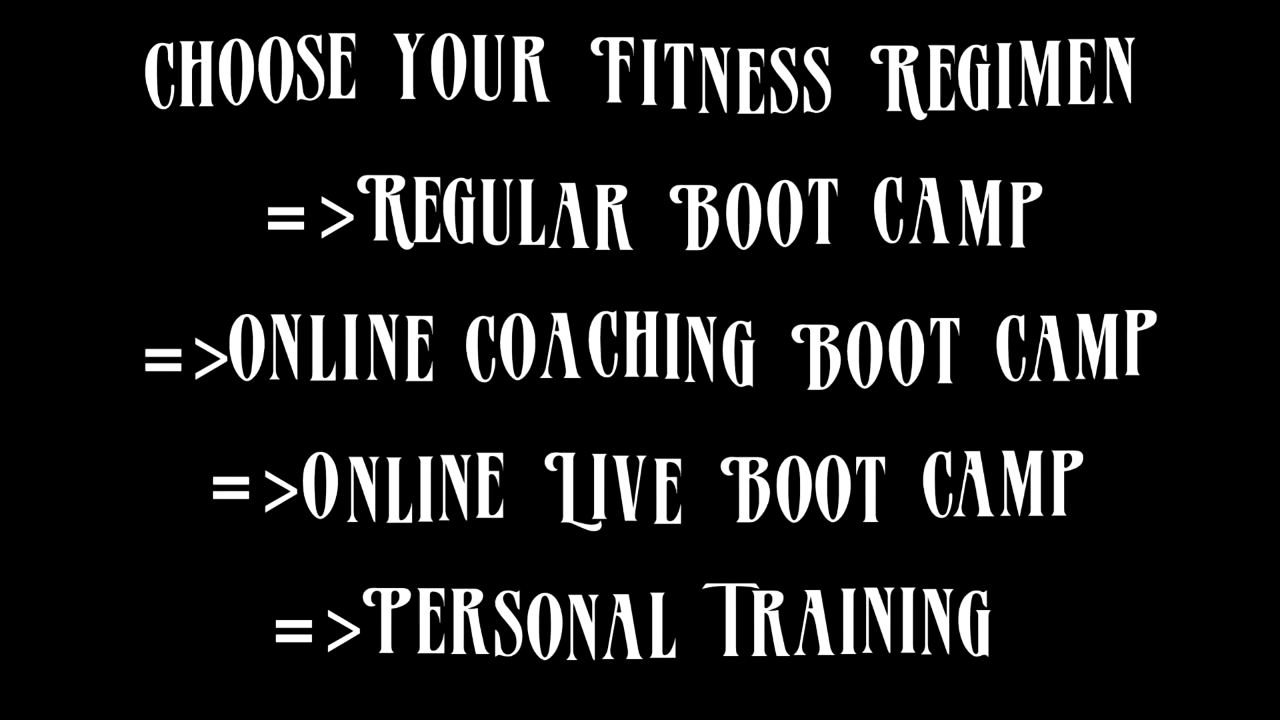 Choose your Fitness Regimen
=>Regular Boot Camp
=>Online Coaching Boot Camp
=>Online Live Boot Camp
=>Personal Training